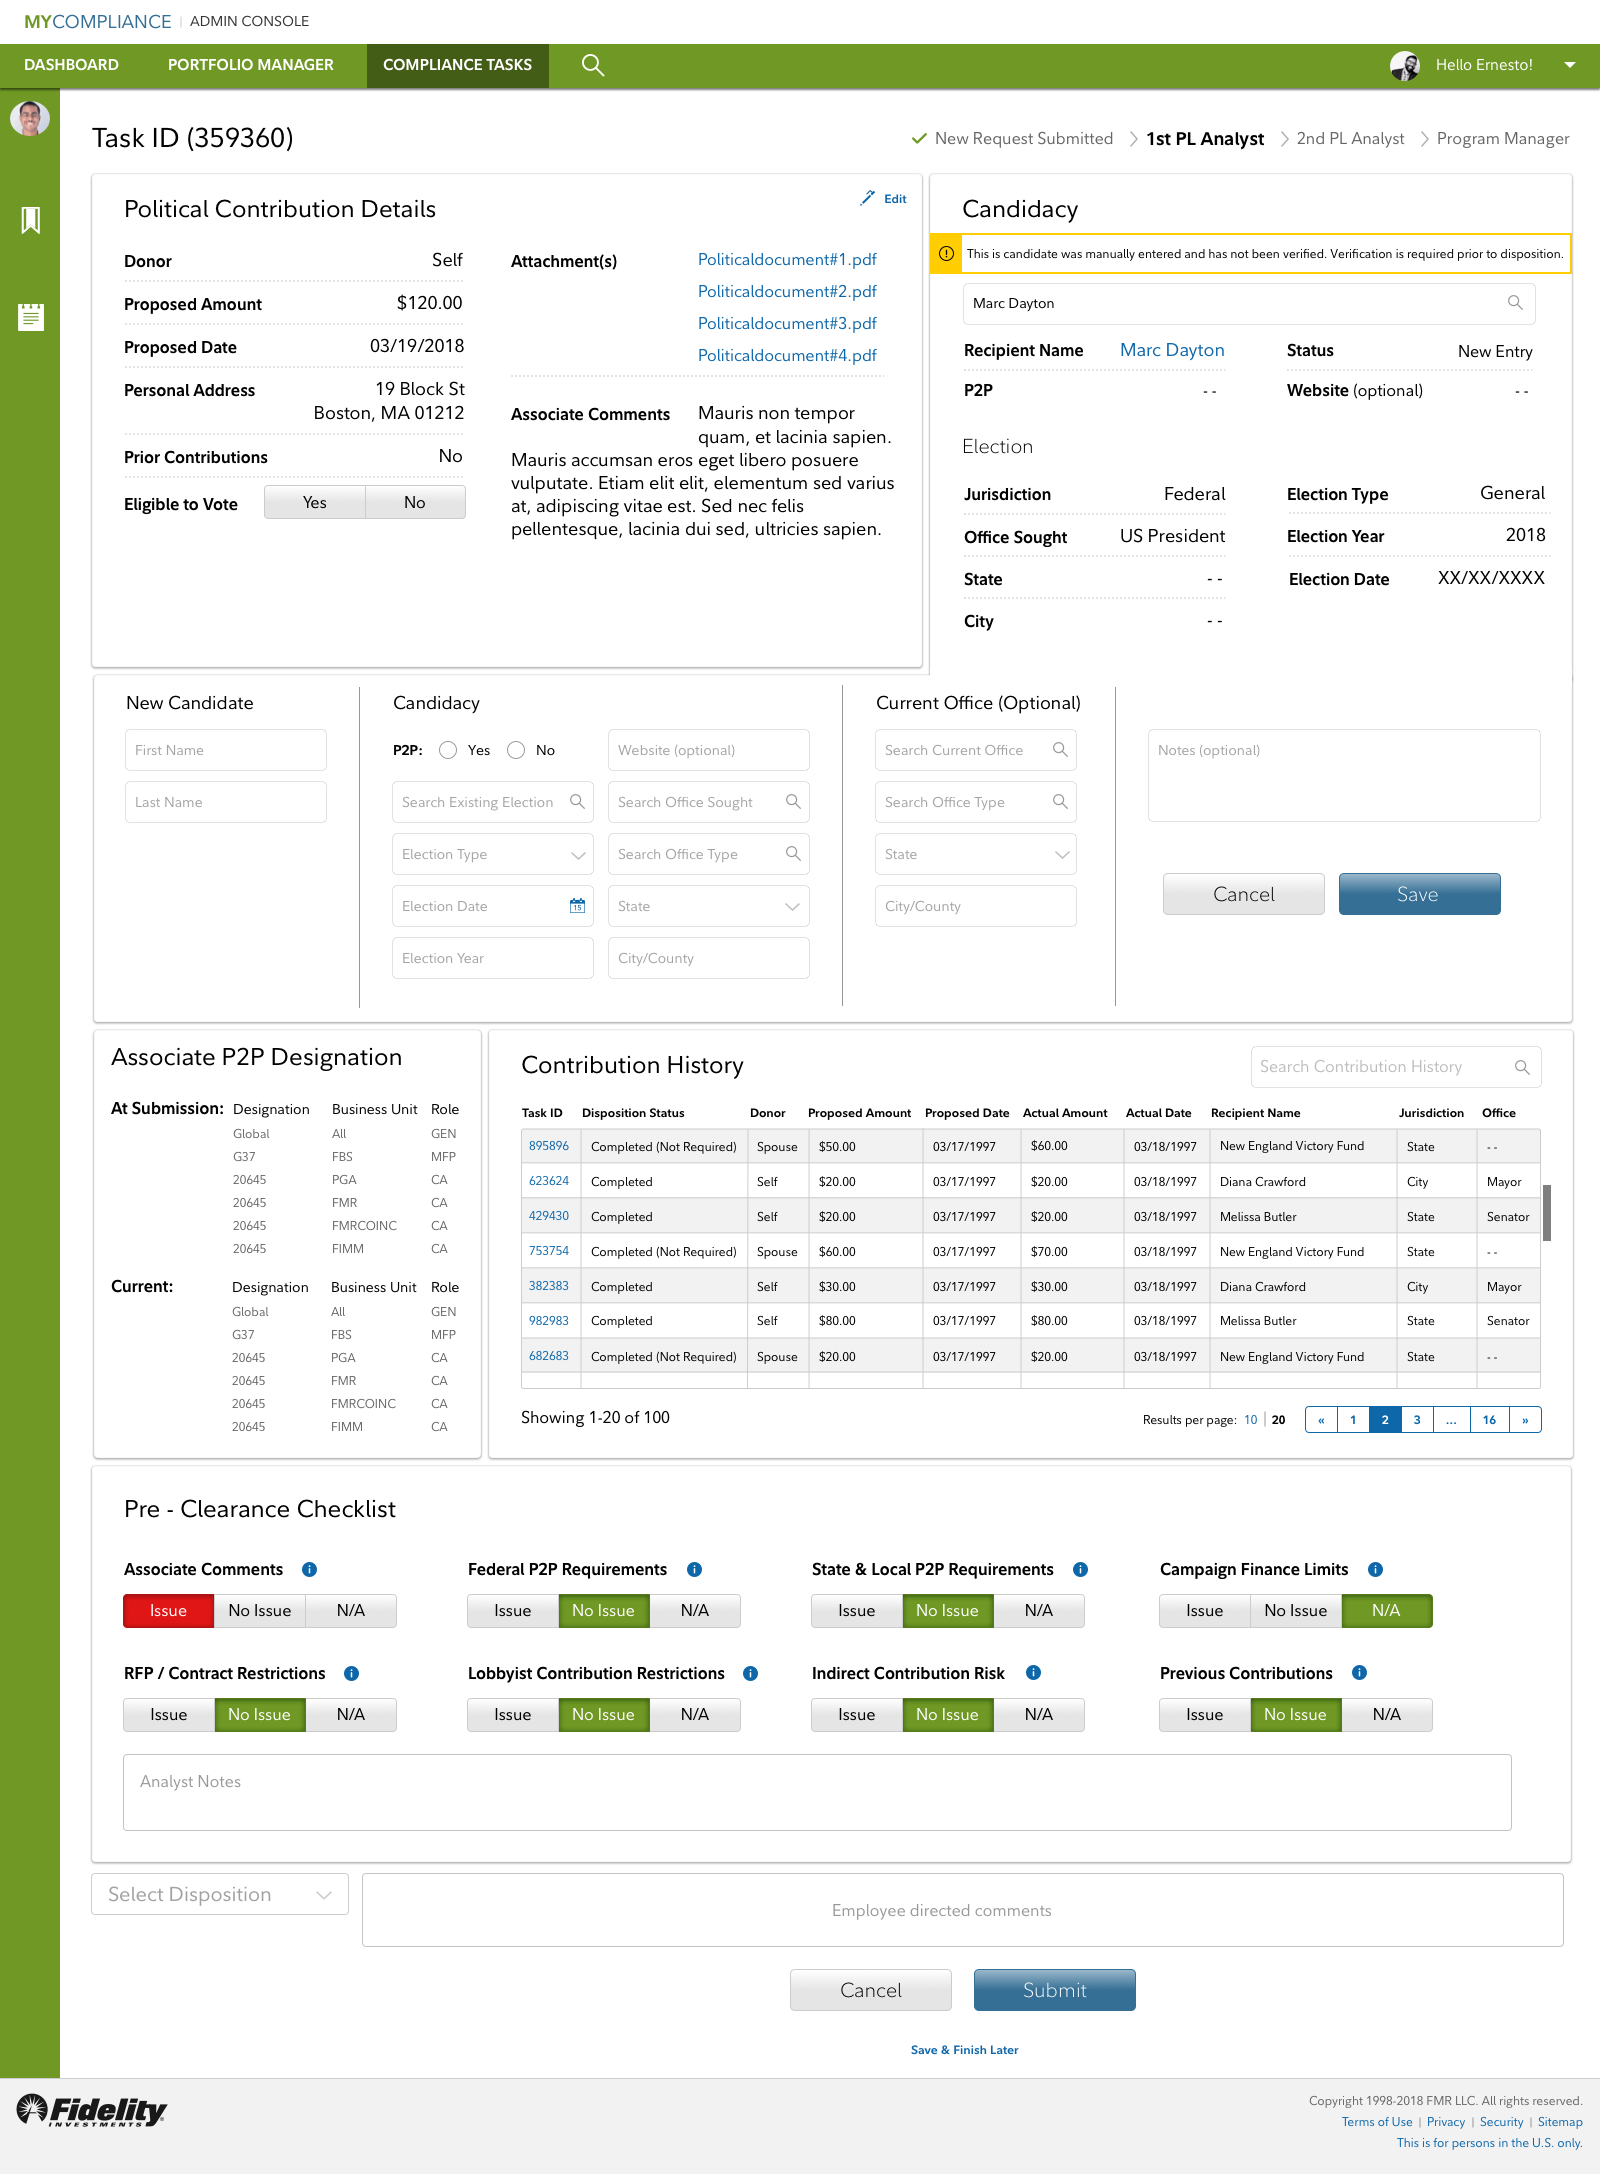 MYCOMPLIANCE | ADMIN CONSOLE
DASHBOARD PORTFOLIO MANAGER COMPLIANCE TASKS Hello Ernesto!
Task ID (359360)
New Request Submitted 1st PL Analyst 2nd PL Analyst Program Manager
Political Contribution Details
Edit
Donor Self
Proposed Amount $120.00
Proposed Date 03/19/2018
Personal Address 19 Block St
Boston, MA 01212
Prior Contributions No
Eligible to Vote Yes No
Attachment(s) Politicaldocument#1.pdf
Politicaldocument#2.pdf
Politicaldocument#3.pdf
Politicaldocument#4.pdf
Associate Comments Mauris non tempor
quam, et lacinia sapien.
Mauris accumsan eros eget libero posuere
vulputate. Etiam elit elit, elementum sed varius
at, adipiscing vitae est. Sed nec felis
pellentesque, lacinia dui sed, ultricies sapien.
Candidacy
This is candidate was manually entered and has not been verified. Verification is required prior to disposition.
Marc Dayton
Recipient Name Marc Dayton Status New Entry
P2P - - Website (optional) - -
Election
Jurisdiction Federal Election Type General
Office Sought US President Election Year 2018
State - - Election Date XX/XX/XXXX
City - -
New Candidate
First Name
Last Name
Candidacy
P2P: Yes No Website (optional)
Search Existing Election Search Office Sought
Election Type Search Office Type
Election Date 15 State
Election Year City/County
Current Office (Optional)
Search Current Office
Search Office Type
State
City/County
Notes (optional)
Cancel Save
Associate P2P Designation
At Submission: Designation Business Unit Role
Global All GEN
G37 FBS MFP
20645 PGA CA
20645 FMR CA
20645 FMRCOINC CA
20645 FIMM CA
Current: Designation Business Unit Role
Global All GEN
G37 FBS MFP
20645 PGA CA
20645 FMR CA
20645 FMRCOINC CA
20645 FIMM CA
Contribution History
Search Contribution History
Task ID Disposition Status Donor Proposed Amount Proposed Date Actual Amount Actual Date Recipient Name Jurisdiction Office
895896 Completed (Not Required) Spouse $50.00 03/17/1997 $60.00 03/18/1997 New England Victory Fund State - -
623624 Completed Self $20.00 03/17/1997 $20.00 03/18/1997 Diana Crawford City Mayor
429430 Completed Self $20.00 03/17/1997 $20.00 03/18/1997 Melissa Butler State Senator
753754 Completed (Not Required) Spouse $60.00 03/17/1997 $70.00 03/18/1997 New England Victory Fund State - -
382383 Completed Self $30.00 03/17/1997 $30.00 03/18/1997 Diana Crawford City Mayor
982983 Completed Self $80.00 03/17/1997 $80.00 03/18/1997 Melissa Butler State Senator
682683 Completed (Not Required) Spouse $20.00 03/17/1997 $20.00 03/18/1997 New England Victory Fund State - -
Showing 1-20 of 100 Results per page: 10 | 20 « 1 2 3 ... 16 »
Pre - Clearance Checklist
Associate Comments Federal P2P Requirements State & Local P2P Requirements Campaign Finance Limits
Issue No Issue N/A Issue No Issue N/A Issue No Issue N/A Issue No Issue N/A
RFP / Contract Restrictions Lobbyist Contribution Restrictions Indirect Contribution Risk Previous Contributions
Issue No Issue N/A Issue No Issue N/A Issue No Issue N/A Issue No Issue N/A
Analyst Notes
Select Disposition
Employee directed comments
Cancel Submit
Save & Finish Later
Fidelity
INVESTMENTS
Copyright 1998-2018 FMR LLC. All rights reserved.
Terms of Use | Privacy | Security | Sitemap
This is for persons in the U.S. only.